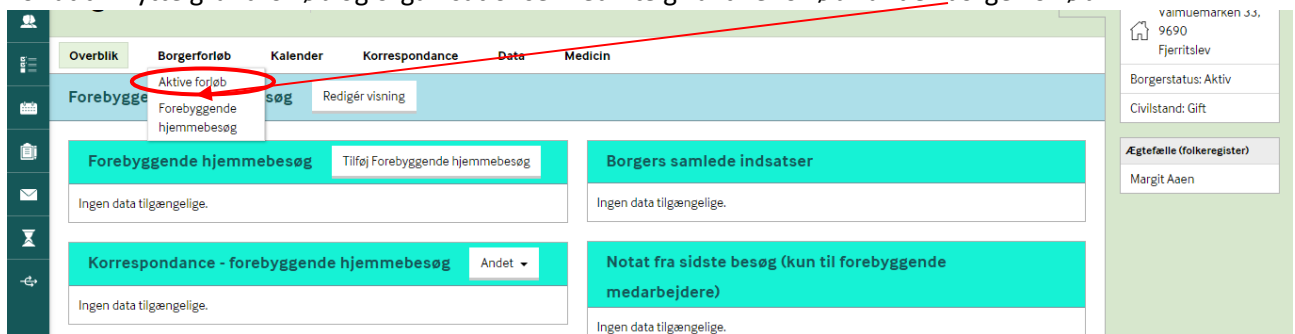 Valmuemarken 33,
9690
Fjerritslev
Borgerstatus: Aktiv
Civilstand: Gift
Ægtefælle (folkeregister)
Margit Aaen
Overblik Borgerforløb Kalender Korrespondance Data Medicin
Aktive forløb
Forebyggende
hjemmebesøg
Forebygge søg Redigér visning
Forebyggende hjemmebesøg Tilføj Forebyggende hjemmebesøg
Ingen data tilgængelige.
Borgers samlede indsatser
Ingen data tilgængelige.
Korrespondance - forebyggende hjemmebesøg Andet
Ingen data tilgængelige.
Notat fra sidste besøg (kun til forebyggende
medarbejdere)
Ingen data tilgængelige.